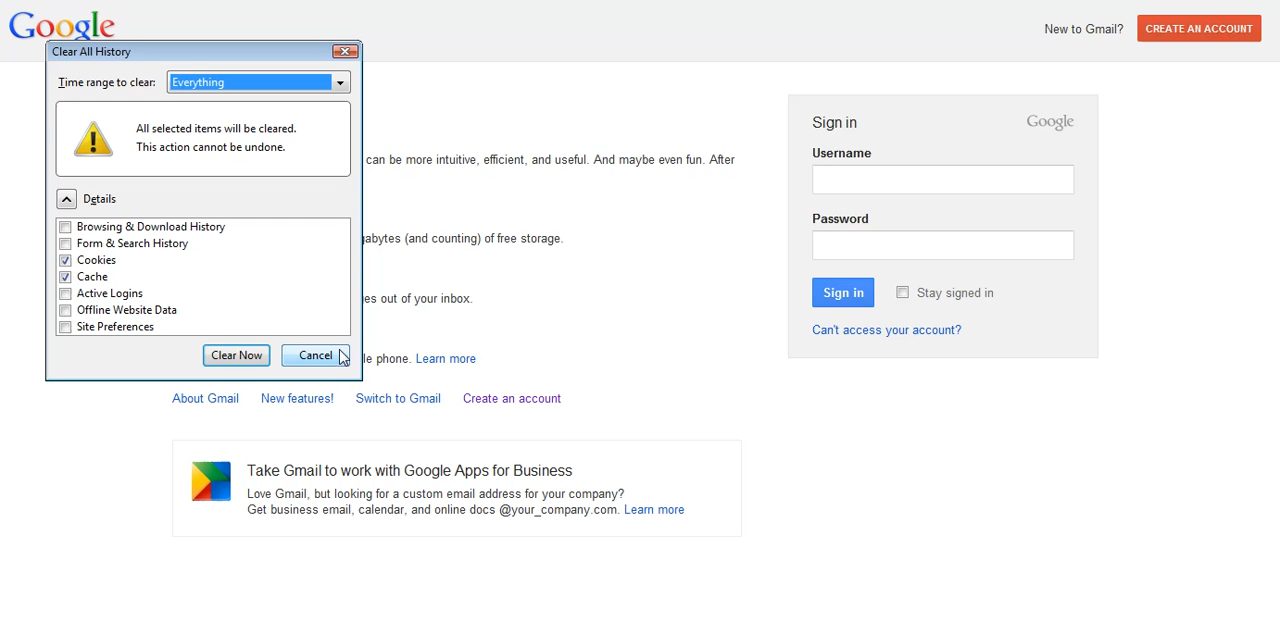 Google
New to Gmail?
CREATE AN ACCOUNT
Clear All History
Time range to clear: Everything
All selected items will be cleared.
This action cannot be undone.
Details
Browsing & Download History
Form & Search History
Cookies
Cache
Active Logins
Offline Website Data
Site Preferences
Clear Now Cancel
can be more intuitive, efficient, and useful. And maybe even fun. After
(and counting) of free storage.
out of your inbox.
phone. Learn more
About Gmail New features! Switch to Gmail Create an account
Take Gmail to work with Google Apps for Business
Love Gmail, but looking for a custom email address for your company?
Get business email, calendar, and online docs @your_company.com. Learn more
Sign in Google
Username
Password
Sign in Stay signed in
Can't access your account?